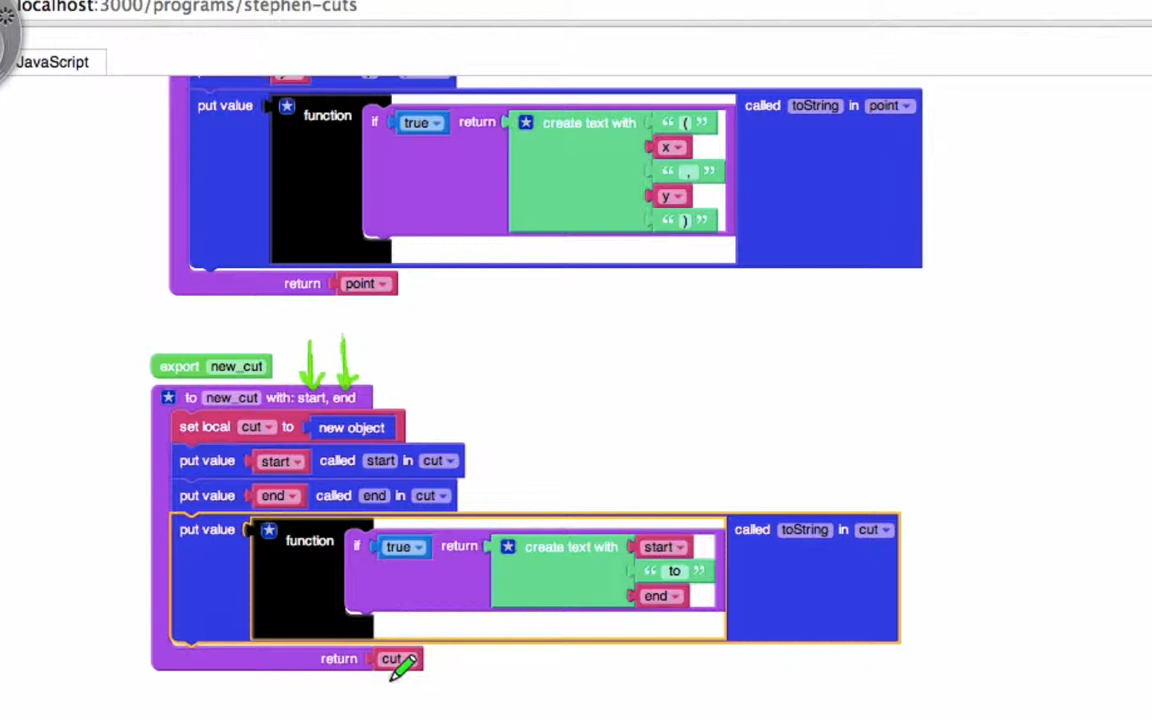 localhost:3000/programs/stephen-cuts
JavaScript
put value function if true return create text with “ ( ” called toString in point
x
“ , ”
y
“ ) ”
return point
export new_cut
to new_cut with: start, end
set local cut to new object
put value start called start in cut
put value end called end in cut
put value function if true return create text with start called toString in cut
“ to ”
end
return cut